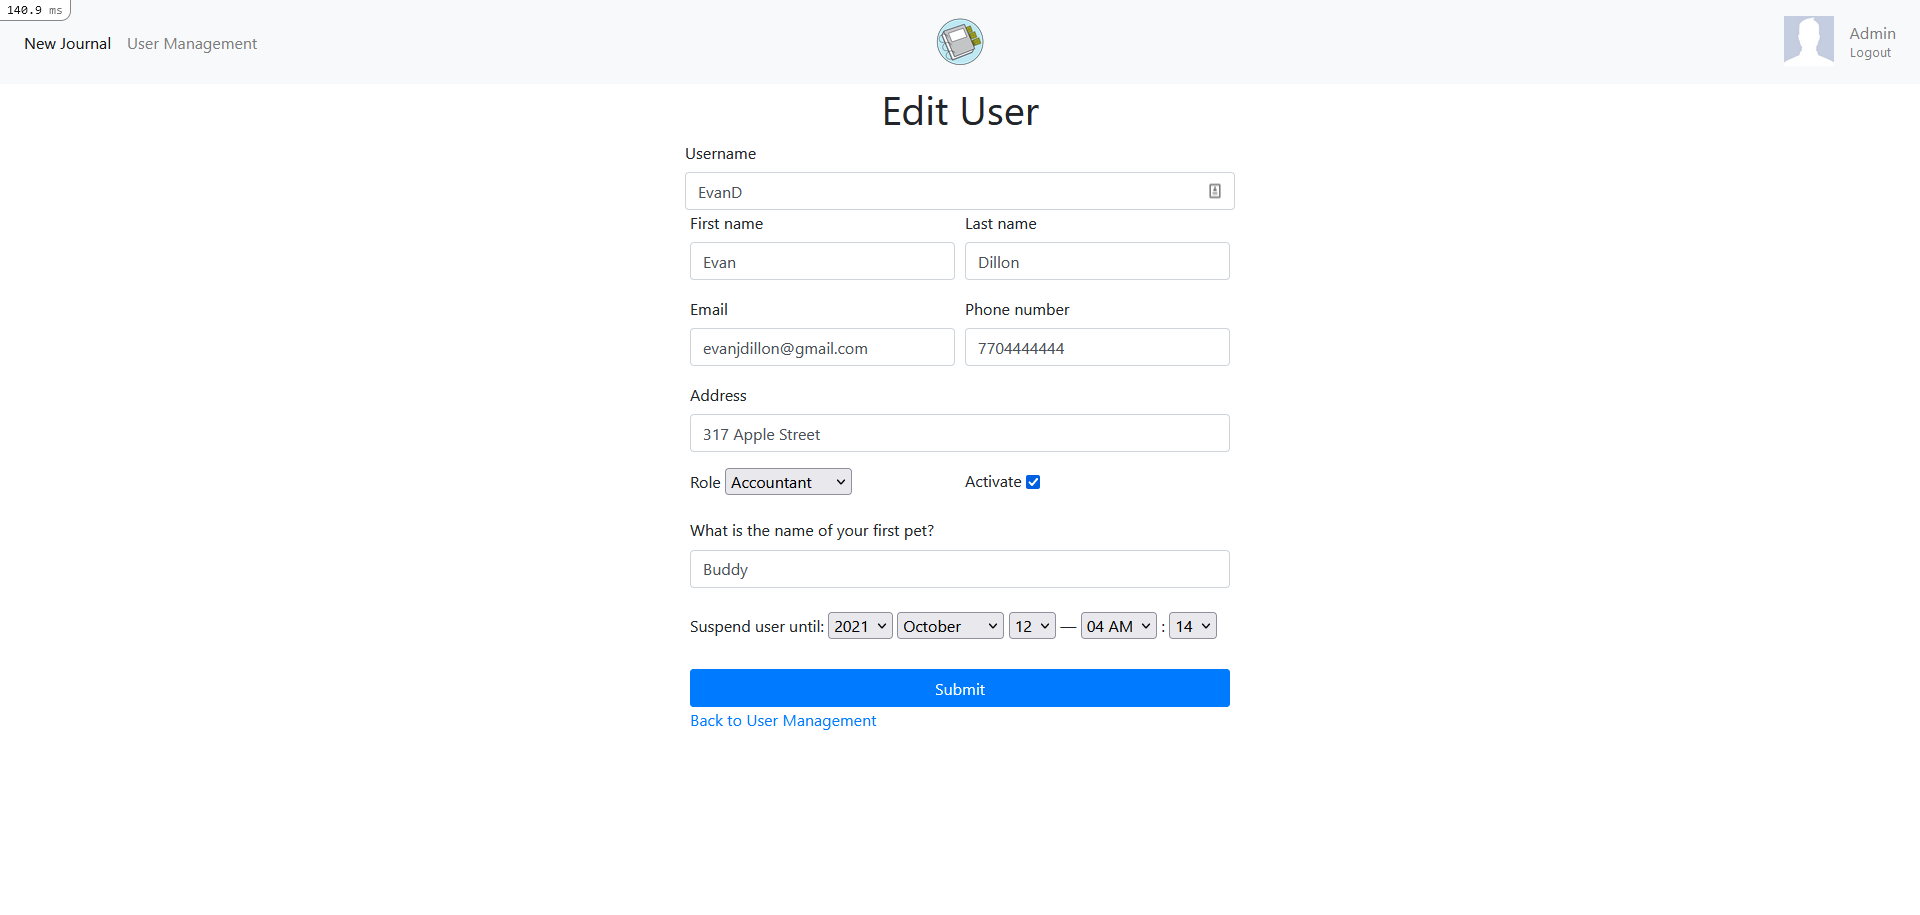 140.9 ms
New Journal User Management
Admin
Logout
Edit User
Username
EvanD
First name Last name
Evan Dillon
Email Phone number
evanjdillon@gmail.com 7704444444
Address
317 Apple Street
Role Accountant Activate
What is the name of your first pet?
Buddy
Suspend user until: 2021 October 12 — 04 AM : 14
Submit
Back to User Management